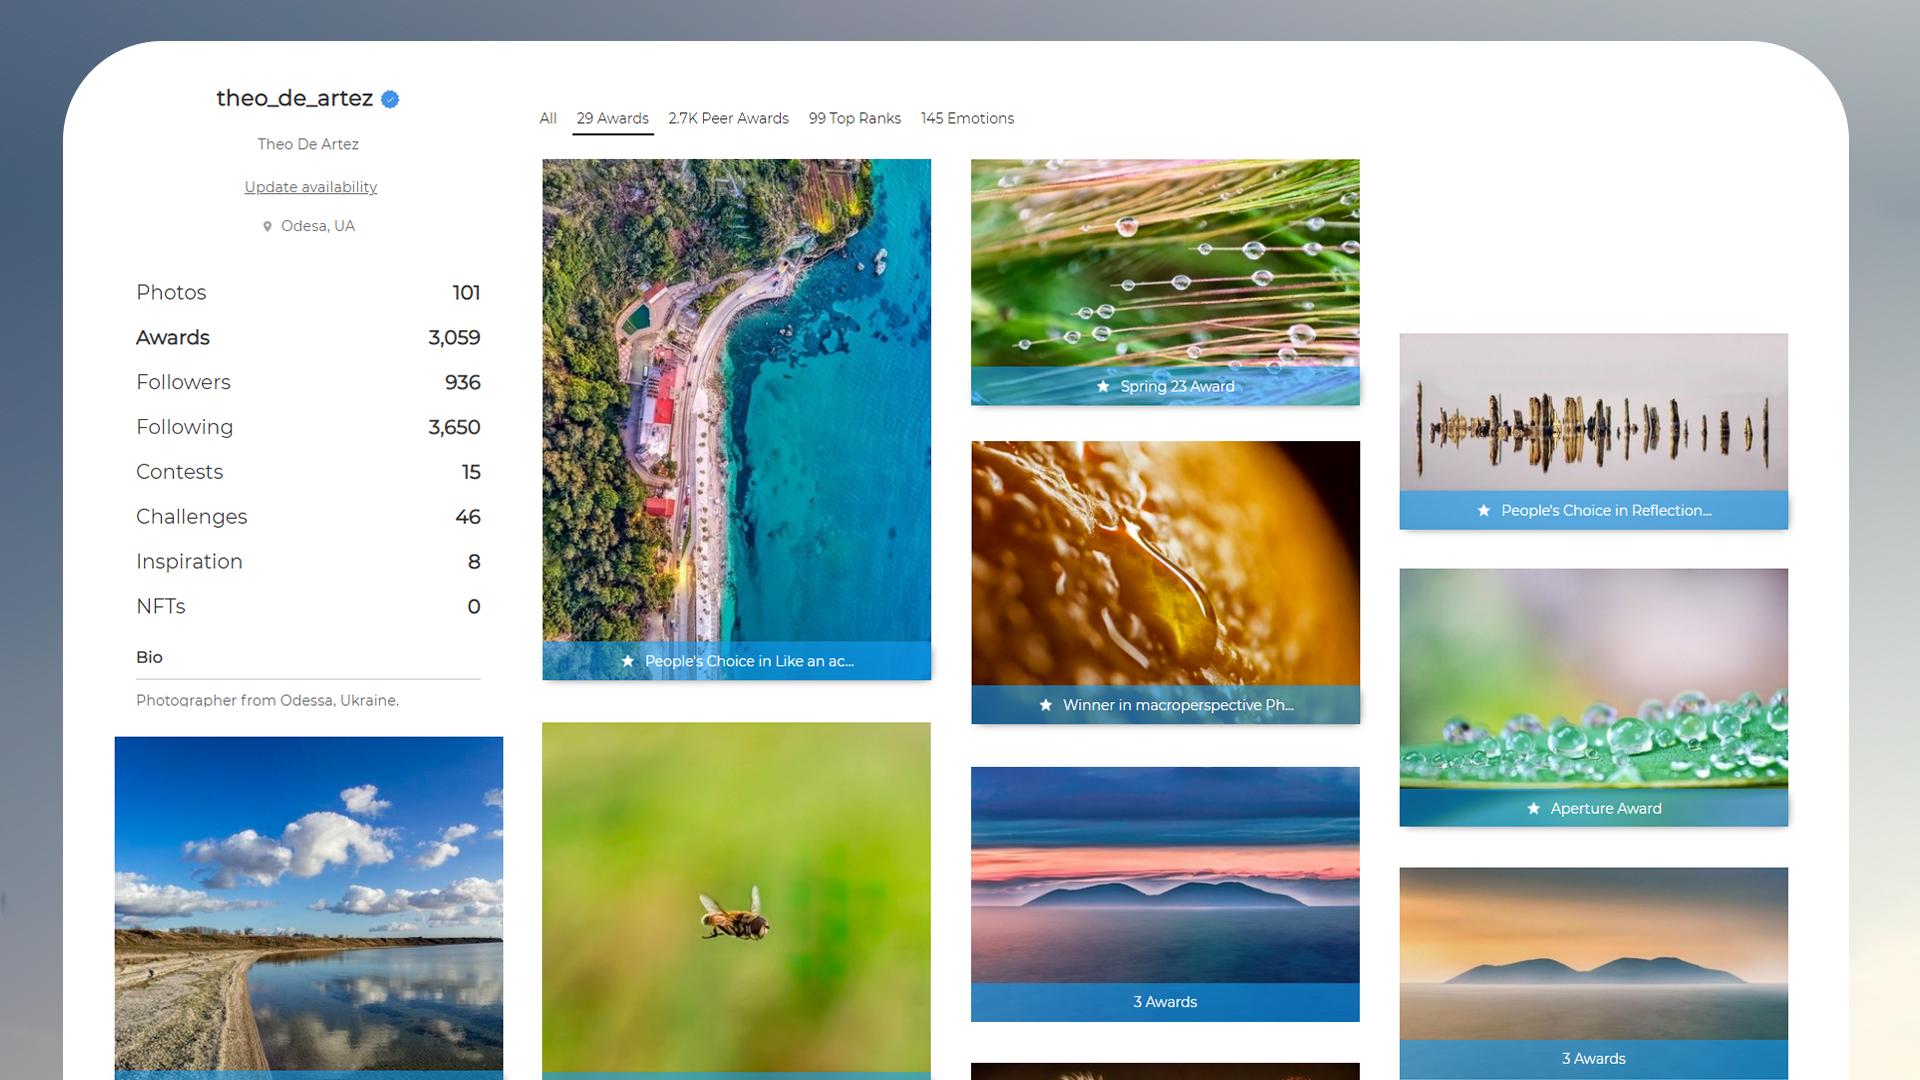 theo_de_artez
Theo De Artez
Update availability
Odesa, UA
Photos 101
Awards 3,059
Followers 936
Following 3,650
Contests 15
Challenges 46
Inspiration 8
NFTs 0
Bio
Photographer from Odessa, Ukraine.
All 29 Awards 2.7K Peer Awards 99 Top Ranks 145 Emotions
People's Choice in Like an ac...
Spring 23 Award
Winner in macroperspective Ph...
3 Awards
People's Choice in Reflection...
Aperture Award
3 Awards